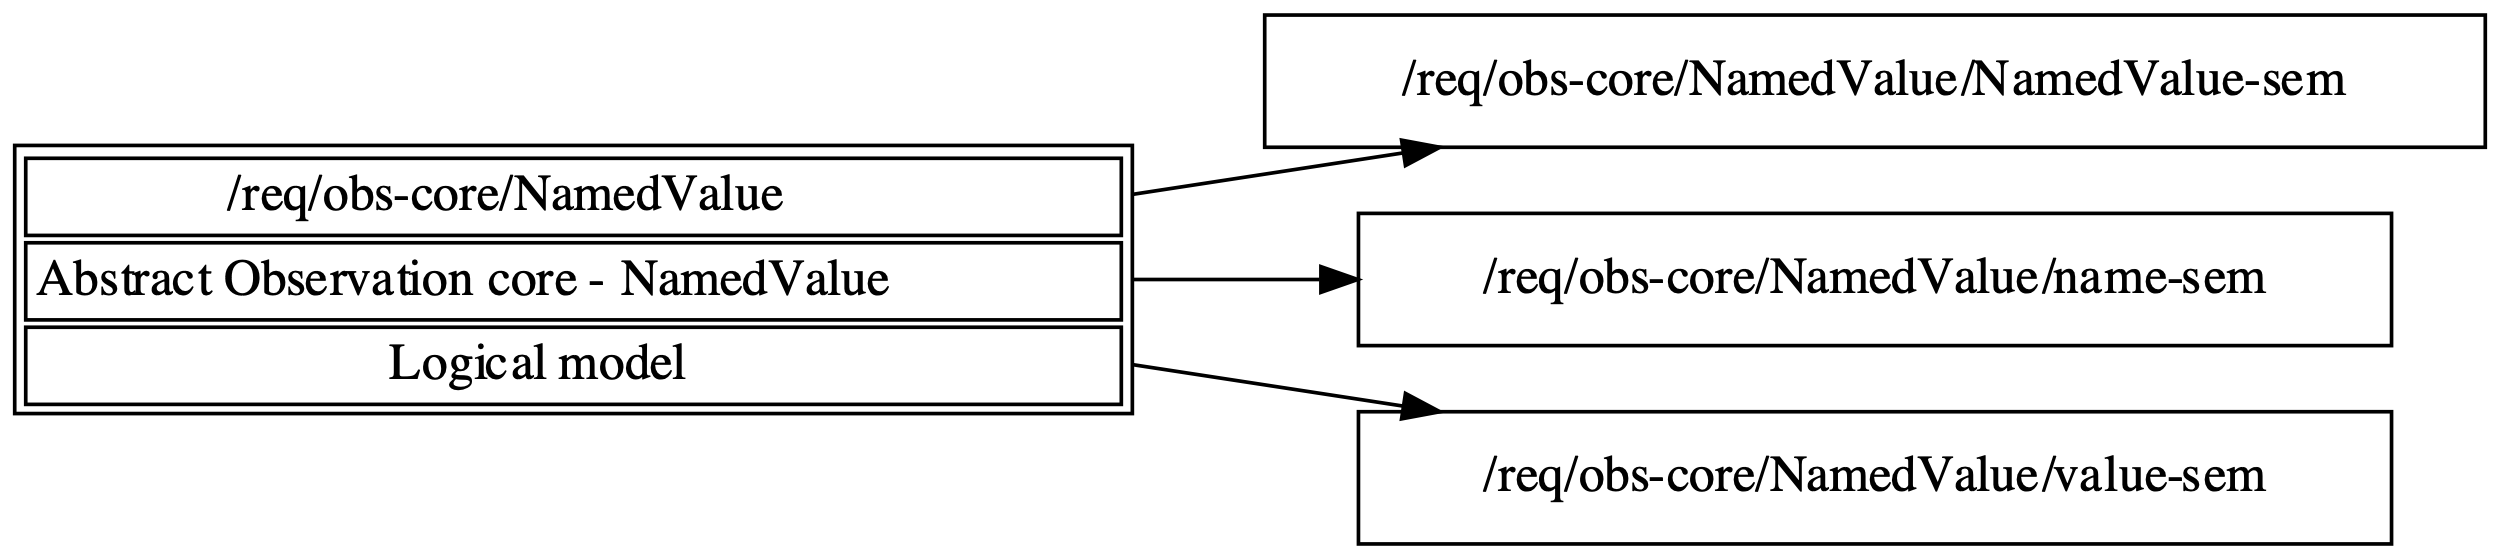 /req/obs-core/NamedValue
Abstract Observation core - NamedValue
Logical model
/req/obs-core/NamedValue/NamedValue-sem
/req/obs-core/NamedValue/name-sem
/req/obs-core/NamedValue/value-sem